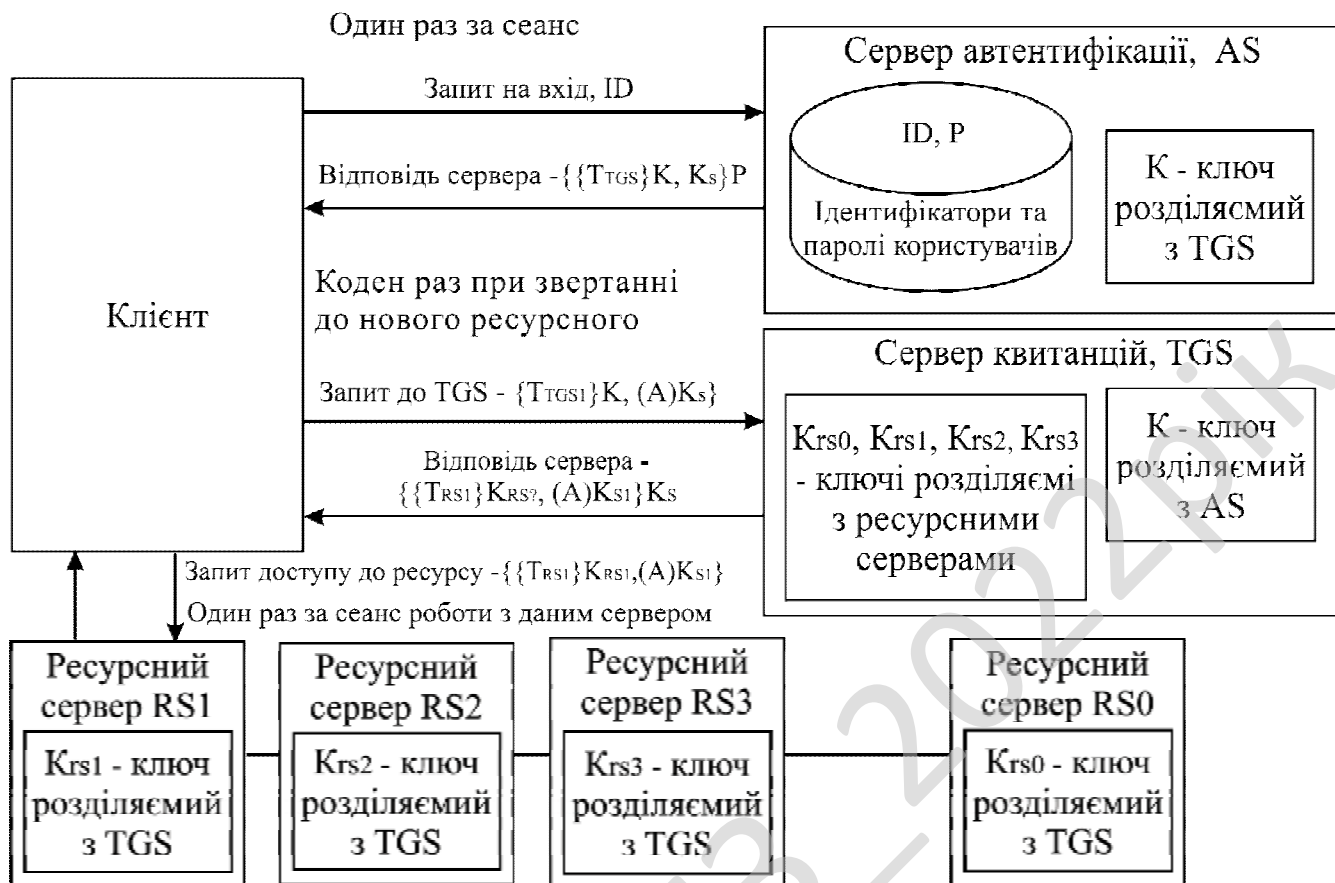 Один раз за сеанс
Запит на вхід, ID
Відповідь сервера -{{TTGS}K, KS}P
Коден раз при звертанні
до нового ресурсного
Клієнт
Запит до TGS - {TTGS1}K, (A)KS}
Відповідь сервера -
{{TRS1}KRS?, (A)KS1}KS
Запит доступу до ресурсу -{{TRS1}KRS1,(A)KS1}
Один раз за сеанс роботи з даним сервером
Сервер автентифікації, AS
ID, P
Ідентифікатори та
паролі користувачів
К - ключ
розділяємий
з TGS
Сервер квитанцій, TGS
Krs0, Krs1, Krs2, Krs3
- ключі розділяємі
з ресурсними
серверами
К - ключ
розділяємий
з AS
Ресурсний
сервер RS1
Krs1 - ключ
розділяємий
з TGS
Ресурсний
сервер RS2
Krs2 - ключ
розділяємий
з TGS
Ресурсний
сервер RS3
Krs3 - ключ
розділяємий
з TGS
Ресурсний
сервер RS0
Krs0 - ключ
розділяємий
з TGS
_2022рік